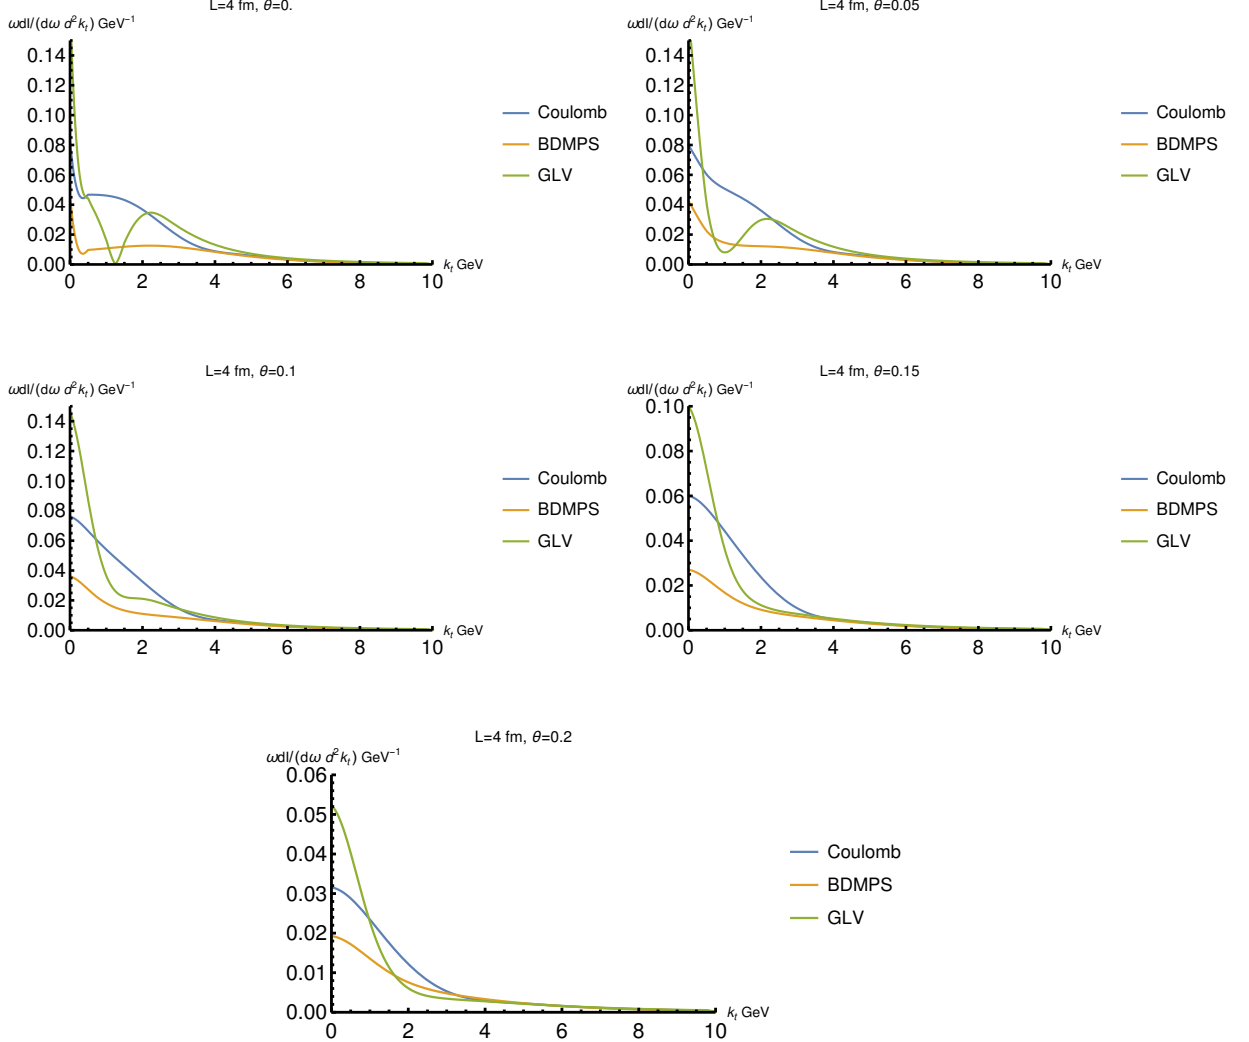 L=4 fm, θ=0.
ωdI/(dω d²kₜ) GeV⁻¹
0.14
0.12
0.10
0.08
0.06
0.04
0.02
0.00
0 2 4 6 8 10
kₜ GeV
Coulomb
BDMPS
GLV
L=4 fm, θ=0.05
ωdI/(dω d²kₜ) GeV⁻¹
0.14
0.12
0.10
0.08
0.06
0.04
0.02
0.00
0 2 4 6 8 10
kₜ GeV
Coulomb
BDMPS
GLV
L=4 fm, θ=0.1
ωdI/(dω d²kₜ) GeV⁻¹
0.14
0.12
0.10
0.08
0.06
0.04
0.02
0.00
0 2 4 6 8 10
kₜ GeV
Coulomb
BDMPS
GLV
L=4 fm, θ=0.15
ωdI/(dω d²kₜ) GeV⁻¹
0.10
0.08
0.06
0.04
0.02
0.00
0 2 4 6 8 10
kₜ GeV
Coulomb
BDMPS
GLV
L=4 fm, θ=0.2
ωdI/(dω d²kₜ) GeV⁻¹
0.06
0.05
0.04
0.03
0.02
0.01
0.00
0 2 4 6 8 10
kₜ GeV
Coulomb
BDMPS
GLV